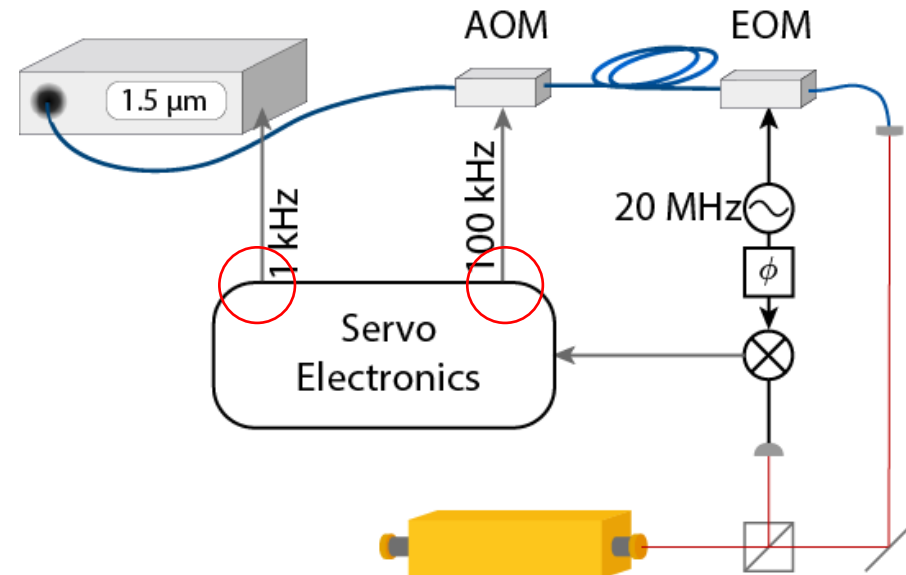 AOM
EOM
1.5 µm
1 kHz
100 kHz
20 MHz
ϕ
Servo
Electronics